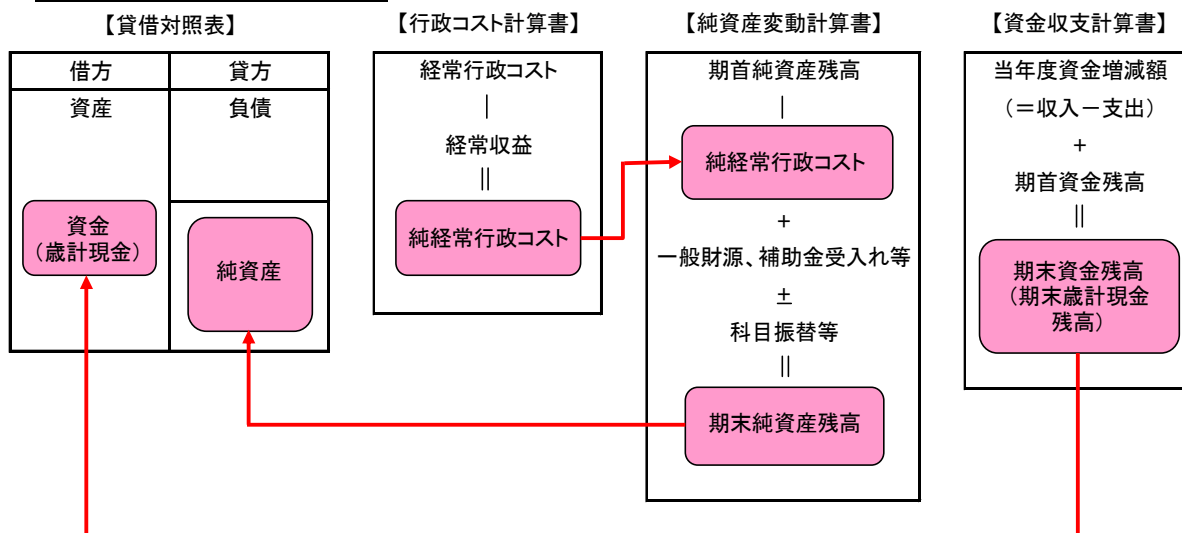 【貸借対照表】
借方
貸方
資産
負債
資金
(歳計現金)
純資産
【行政コスト計算書】
経常行政コスト
|
経常収益
||
純経常行政コスト
【純資産変動計算書】
期首純資産残高
|
純経常行政コスト
+
一般財源、補助金受入れ等
±
科目振替等
||
期末純資産残高
【資金収支計算書】
当年度資金増減額
(=収入-支出)
+
期首資金残高
||
期末資金残高
(期末歳計現金
残高)